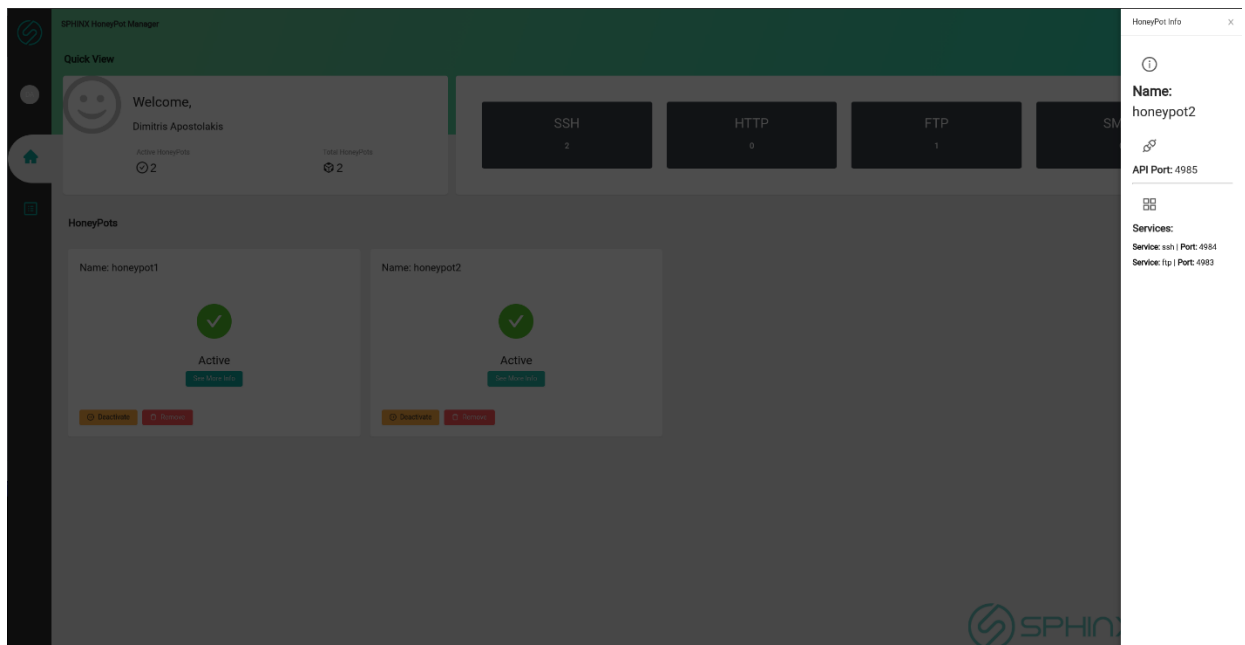 SPHINX HoneyPot Manager
Quick View
Welcome,
Dimitris Apostolakis
Active HoneyPots
Total HoneyPots
2
2
SSH
2
HTTP
0
FTP
1
SM
HoneyPots
Name: honeypot1
Active
See More Info
Deactivate
Remove
Name: honeypot2
Active
See More Info
Deactivate
Remove
SPHINX
HoneyPot Info
X
Name:
honeypot2
API Port: 4985
Services:
Service: ssh | Port: 4984
Service: ftp | Port: 4983